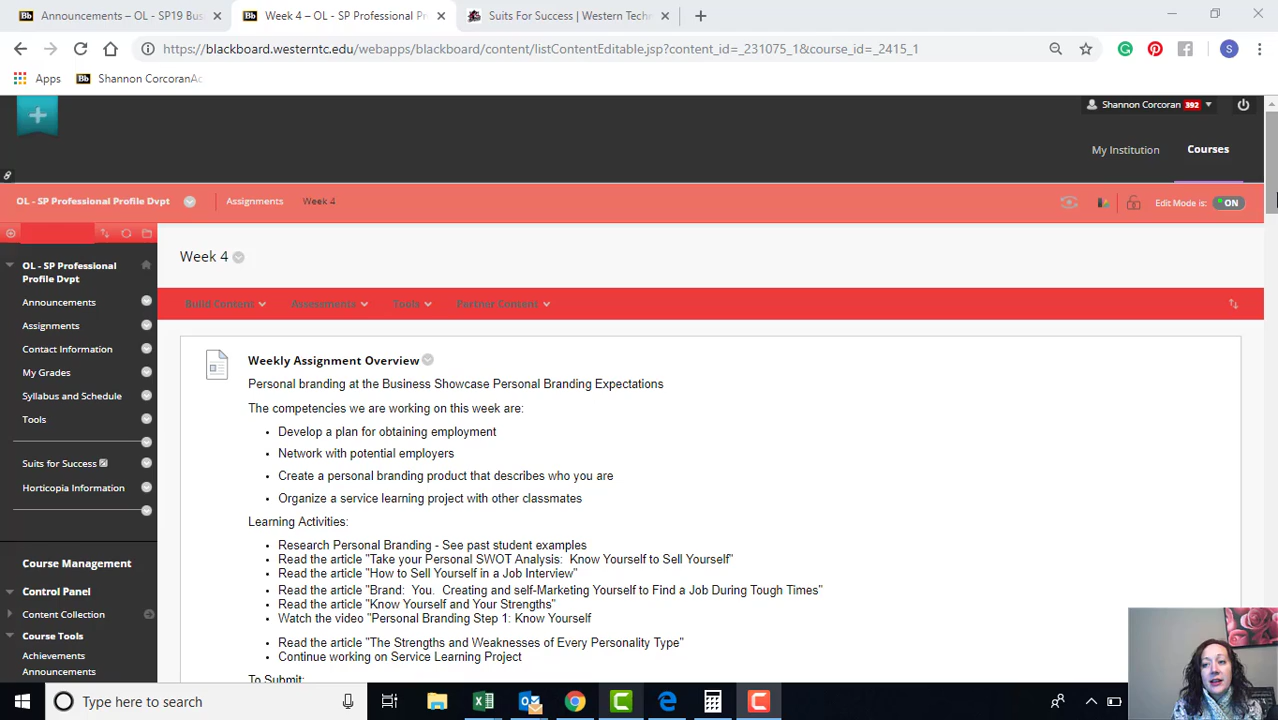 Announcements – OL - SP19 Busi
Week 4 – OL - SP Professional Pr
Suits For Success | Western Techn
https://blackboard.westerntc.edu/webapps/blackboard/content/listContentEditable.jsp?content_id=_231075_1&course_id=_2415_1
Apps
Shannon CorcoranAc
Shannon Corcoran 392
My Institution
Courses
OL - SP Professional Profile Dvpt
Assignments
Week 4
Edit Mode is: ON
Week 4
OL - SP Professional Profile Dvpt
Announcements
Assignments
Contact Information
My Grades
Syllabus and Schedule
Tools
Suits for Success
Horticopia Information
Course Management
Control Panel
Content Collection
Course Tools
Achievements
Announcements
Build Content
Assessments
Tools
Partner Content
Weekly Assignment Overview
Personal branding at the Business Showcase Personal Branding Expectations
The competencies we are working on this week are:
• Develop a plan for obtaining employment
• Network with potential employers
• Create a personal branding product that describes who you are
• Organize a service learning project with other classmates
Learning Activities:
• Research Personal Branding - See past student examples
• Read the article "Take your Personal SWOT Analysis: Know Yourself to Sell Yourself"
• Read the article "How to Sell Yourself in a Job Interview"
• Read the article "Brand: You. Creating and self-Marketing Yourself to Find a Job During Tough Times"
• Read the article "Know Yourself and Your Strengths"
• Watch the video "Personal Branding Step 1: Know Yourself
• Read the article "The Strengths and Weaknesses of Every Personality Type"
• Continue working on Service Learning Project
To Submit:
Type here to search